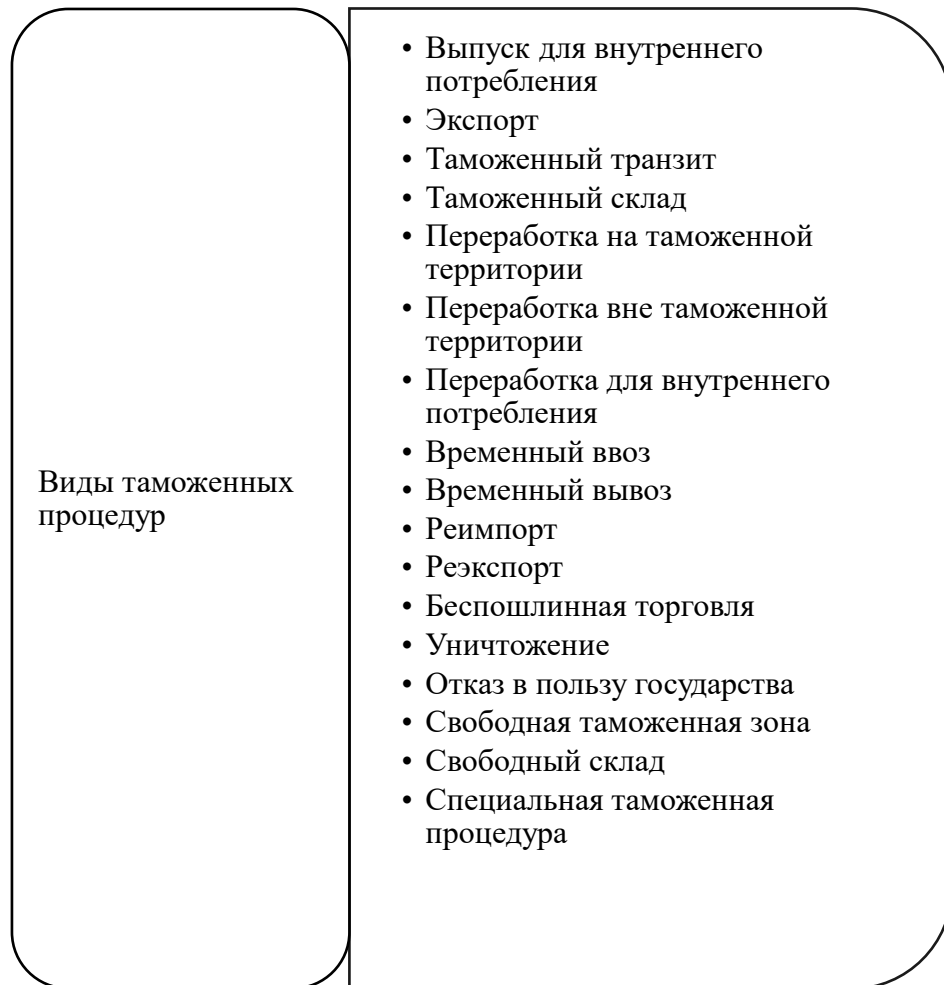 Виды таможенных
процедур
• Выпуск для внутреннего
потребления
• Экспорт
• Таможенный транзит
• Таможенный склад
• Переработка на таможенной
территории
• Переработка вне таможенной
территории
• Переработка для внутреннего
потребления
• Временный ввоз
• Временный вывоз
• Реимпорт
• Реэкспорт
• Беспошлинная торговля
• Уничтожение
• Отказ в пользу государства
• Свободная таможенная зона
• Свободный склад
• Специальная таможенная
процедура